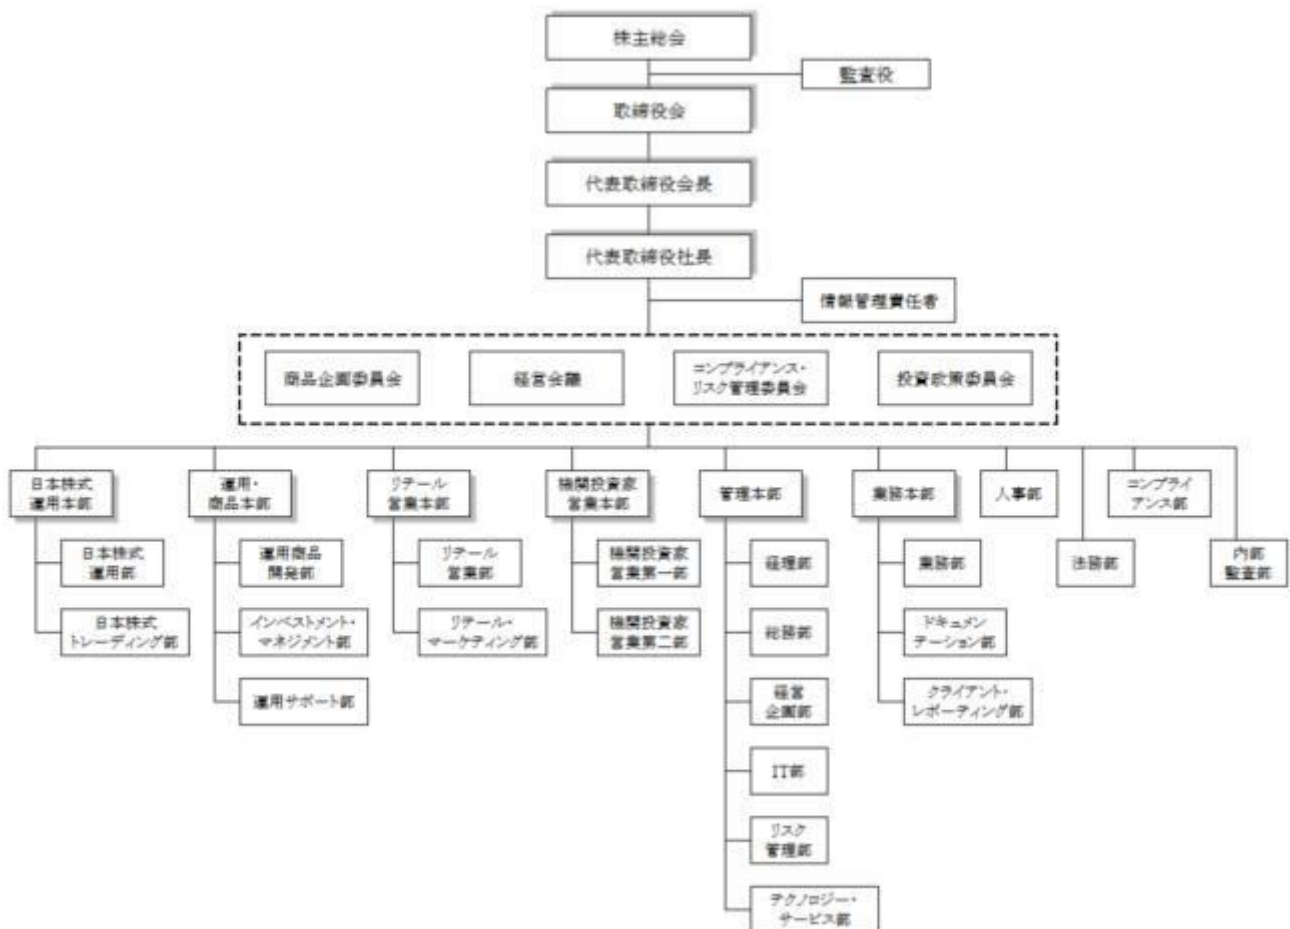 株主総会
監査役
取締役会
代表取締役会長
代表取締役社長
情報管理責任者
商品企画委員会
経営会議
コンプライアンス・
リスク管理委員会
投資政策委員会
日本株式
運用本部
運用・
商品本部
リテール
営業本部
機関投資家
営業本部
管理本部
業務本部
人事部
コンプライ
アンス部
日本株式
運用部
運用商品
開発部
リテール
営業部
機関投資家
営業第一部
経理部
業務部
法務部
内部
監査部
日本株式
トレーディング部
インベストメント・
マネジメント部
リテール・
マーケティング部
機関投資家
営業第二部
総務部
ドキュメン
テーション部
運用サポート部
経営
企画部
クライアント・
レポーティング部
IT部
リスク
管理部
テクノロジー・
サービス部